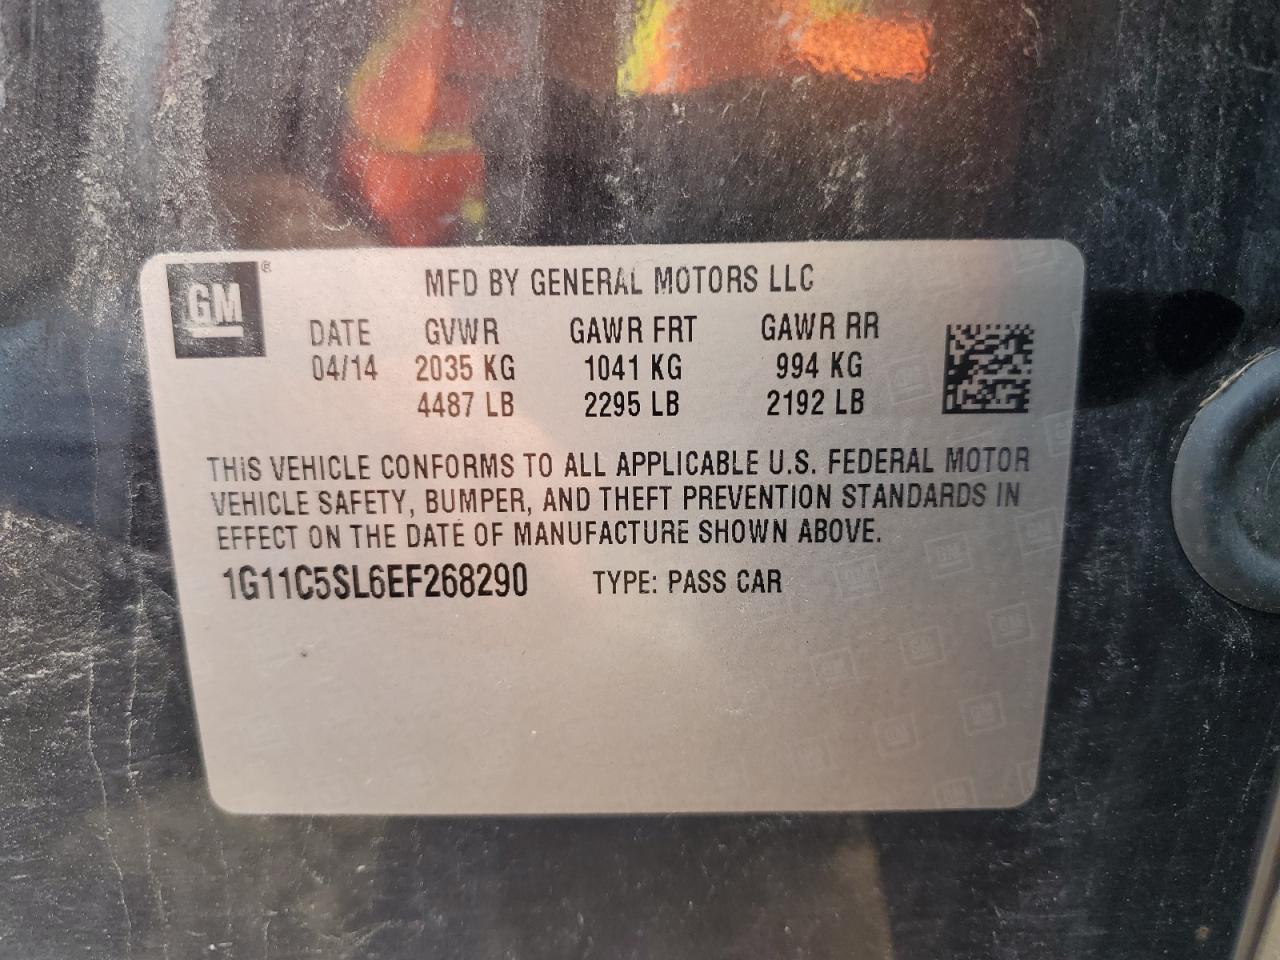 GM®
MFD BY GENERAL MOTORS LLC
DATE GVWR GAWR FRT GAWR RR
04/14 2035 KG 1041 KG 994 KG
4487 LB 2295 LB 2192 LB
THIS VEHICLE CONFORMS TO ALL APPLICABLE U.S. FEDERAL MOTOR
VEHICLE SAFETY, BUMPER, AND THEFT PREVENTION STANDARDS IN
EFFECT ON THE DATE OF MANUFACTURE SHOWN ABOVE.
1G11C5SL6EF268290 TYPE: PASS CAR